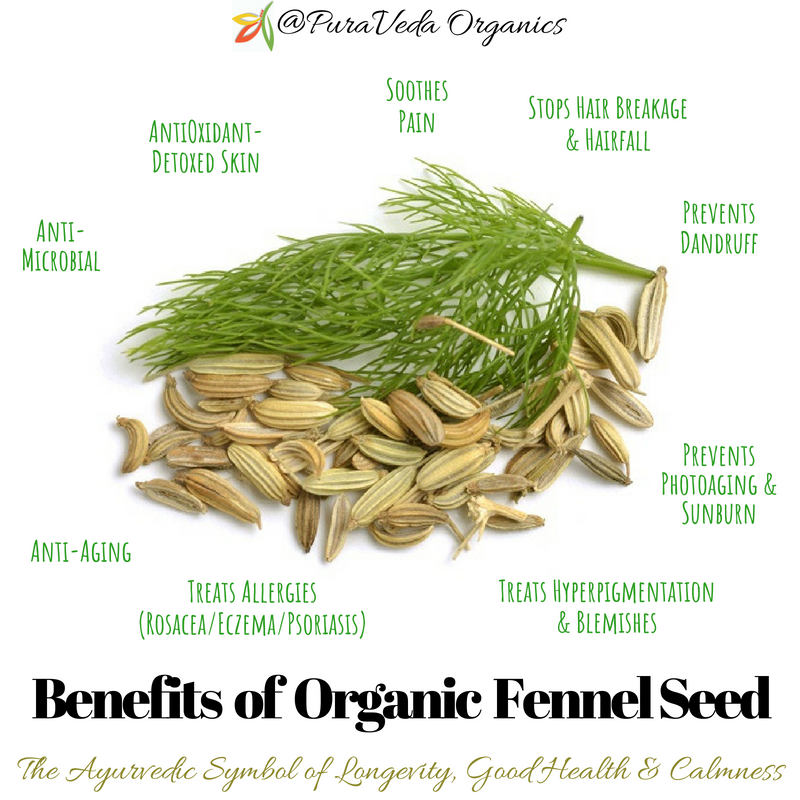 @PuraVeda Organics
Soothes
Pain
Stops Hair Breakage
& Hairfall
AntiOxidant-
Detoxed Skin
Prevents
Dandruff
Anti-
Microbial
Prevents
Photoaging &
Sunburn
Anti-Aging
Treats Allergies
(Rosacea/Eczema/Psoriasis)
Treats Hyperpigmentation
& Blemishes
Benefits of Organic Fennel Seed
The Ayurvedic Symbol of Longevity, Good Health & Calmness